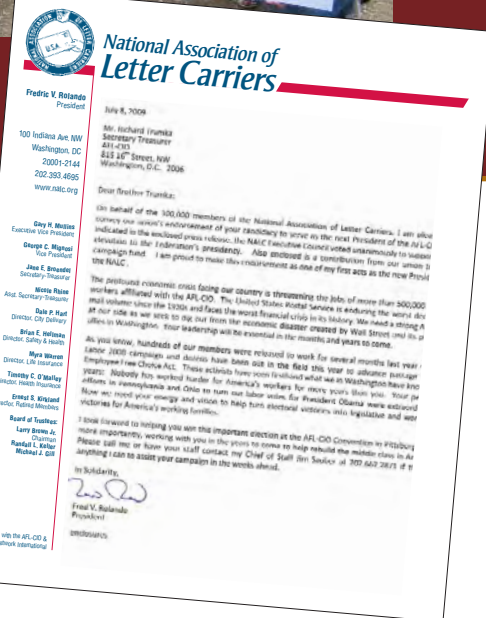 NATIONAL ASSOCIATION OF LETTER CARRIERS
U.S.A.
National Association of
Letter Carriers
Fredric V. Rolando
President
100 Indiana Ave, NW
Washington, DC
20001-2144
202.393.4695
www.nalc.org
Gary H. Mullins
Executive Vice President
George C. Mignosi
Vice President
Jane E. Broendel
Secretary-Treasurer
Nicole Rhine
Asst. Secretary-Treasurer
Dale P. Hart
Director, City Delivery
Brian E. Hellman
Director, Safety & Health
Myra Warren
Director, Life Insurance
Timothy C. O'Malley
Director, Health Insurance
Ernest S. Kirkland
Director, Retired Members
Board of Trustees:
Larry Brown Jr.
Chairman
Randall L. Keller
Michael J. Gill
with the AFL-CIO &
Network International
July 8, 2009
Mr. Richard Trumka
Secretary Treasurer
AFL-CIO
815 16th Street, NW
Washington, D.C. 2006
Dear Brother Trumka:
On behalf of the 300,000 members of the National Association of Letter Carriers, I am
convey our union's endorsement of your candidacy to serve as the next President of the AFL-C
indicated in the enclosed press release, the NALC Executive Council voted unanimously to
elevation to the Federation's presidency. Also enclosed is a contribution from our union
campaign fund. I am proud to make this endorsement as one of my first acts as the new Presid
the NALC.
The profound economic crisis facing our country is threatening the jobs of more than 500,000
workers affiliated with the AFL-CIO. The United States Postal Service is enduring the worst
mail volume since the 1930s and faces the worst financial crisis in its history. We need a strong A
at our side as we seek to dig out from the economic disaster created by Wall Street and its p
allies in Washington. Your leadership will be essential in the months and years to come.
As you know, hundreds of our members were released to work for several months last year
Labor 2008 campaign and dozens have been out in the field this year to advance passage
Employee Free Choice Act. These activists have seen firsthand what we in Washington have kno
years: Nobody has worked harder for America's workers for more years than you. Your
efforts in Pennsylvania and Ohio to turn out labor votes for President Obama were extraord
Now we need your energy and vision to help turn electoral victories into legislative and
victories for America's working families.
I look forward to helping you win this important election at the AFL-CIO Convention in Pittsburg
more importantly, working with you in the years to come to help rebuild the middle class in
Please call me or have your staff contact my Chief of Staff Jim Sauber at 202.662.2871 if
anything I can to assist your campaign in the weeks ahead.
In Solidarity,
Fred V. Rolando
President
enclosures